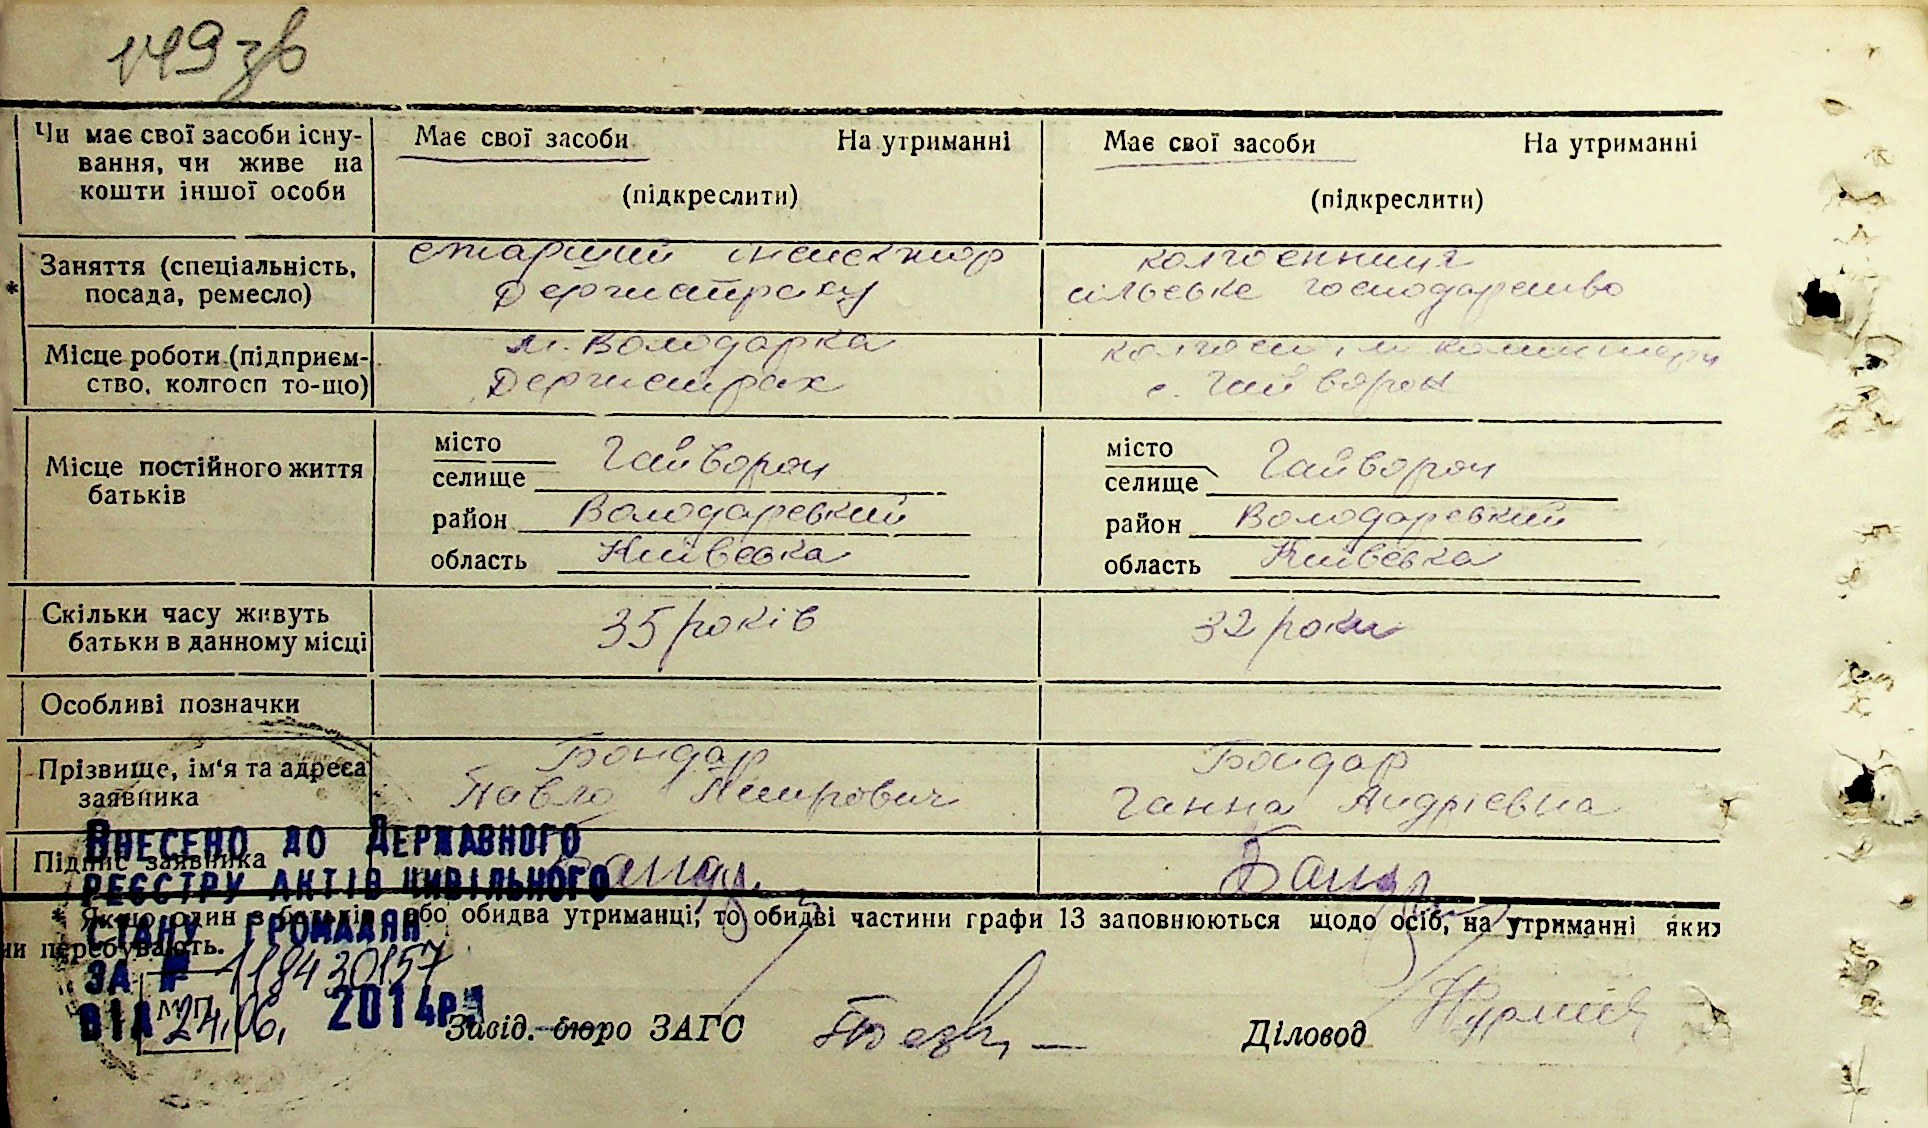 149 зв
Чи має свої засоби існу-
вання, чи живе на
кошти іншої особи
Має свої засоби На утриманні
(підкреслити)
Має свої засоби На утриманні
(підкреслити)
* Заняття (спеціальність,
посада, ремесло)
старший інспектор
Держстраху
колгоспниця
сільське господарство
Місце роботи (підприєм-
ство, колгосп то-що)
м. Володарка
Держстрах
колгосп ім.
с. Гайворон
Місце постійного життя
батьків
місто
селище Гайворон
район Володарський
область Київська
місто
селище Гайворон
район Володарський
область Київська
Скільки часу живуть
батьки в данному місці
35 років
32 роки
Особливі позначки
Прізвище, ім'я та адреса
заявника
Бондар
Павло
Бондар
Ганна Андріевна
Підпис заявника
* Якщо один з батьків або обидва утриманці, то обидві частини графи 13 заповнюються щодо осіб, на утриманні яких
ни перебувають.
Внесено до Державного
реєстру актів цивільного
стану громадян
за № 118430157
від 24.06. 2014р.
М. П.
Завід. бюро ЗАГС
Діловод